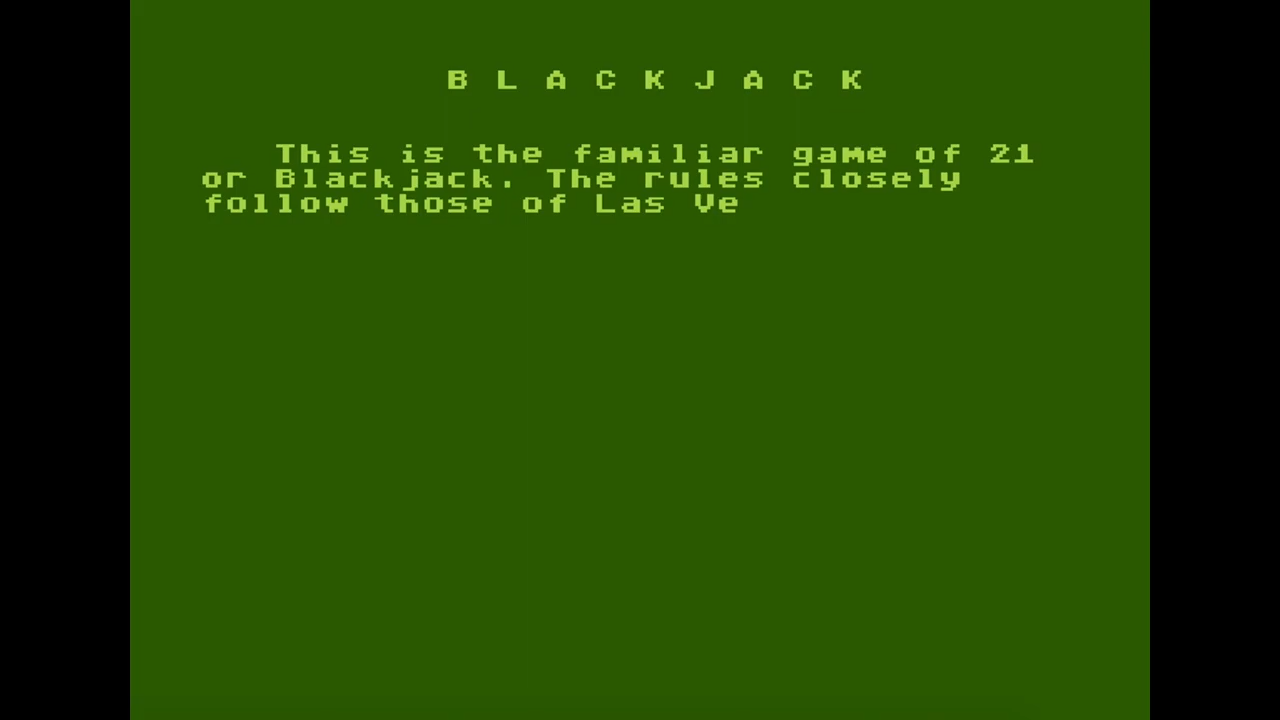 B L A C K J A C K
This is the familiar game of 21
or Blackjack. The rules closely
follow those of Las Ve